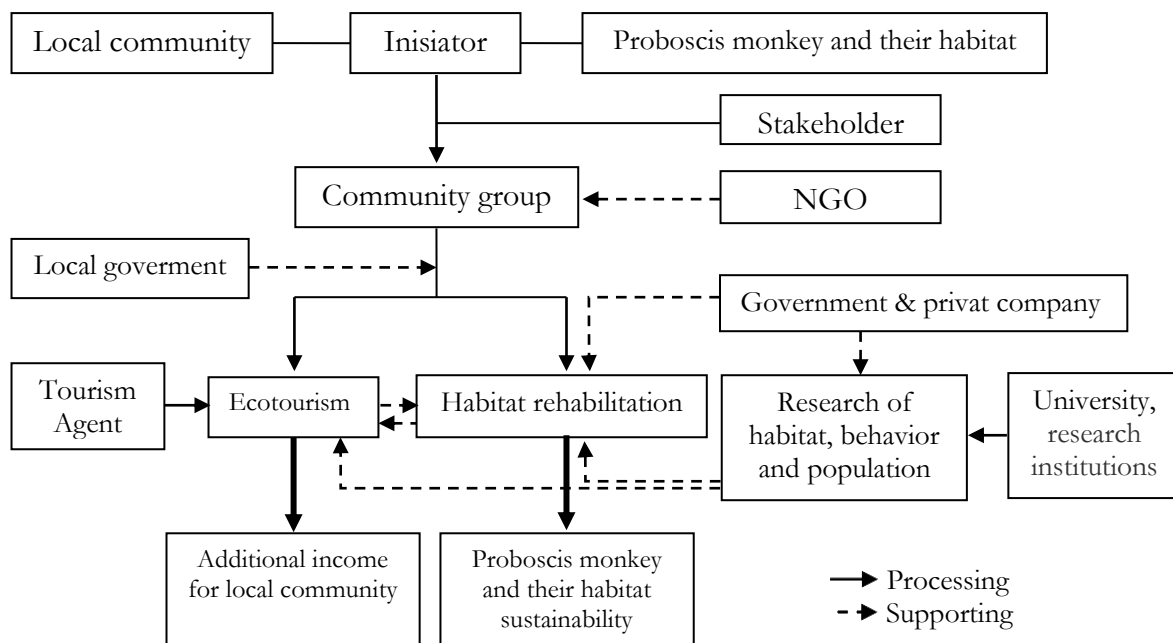 Local community
Inisiator
Proboscis monkey and their habitat
Stakeholder
Community group
NGO
Local goverment
Government & privat company
Tourism
Agent
Ecotourism
Habitat rehabilitation
Research of
habitat, behavior
and population
University,
research
institutions
Additional income
for local community
Proboscis monkey
and their habitat
sustainability
Processing
Supporting